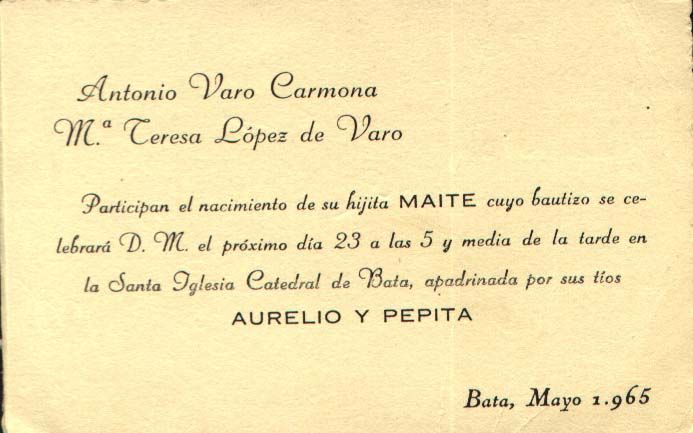 Antonio Varo Carmona
M.ª Teresa López de Varo
Participan el nacimiento de su hijita MAITE cuyo bautizo se ce-
lebrará D. M. el próximo día 23 a las 5 y media de la tarde en
la Santa Iglesia Catedral de Bata, apadrinada por sus tíos
AURELIO Y PEPITA
Bata, Mayo 1.965